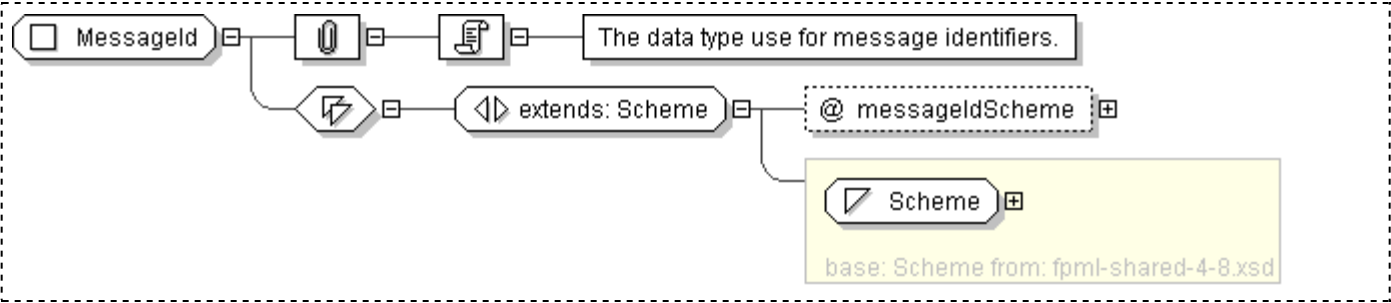 MessageId
The data type use for message identifiers.
extends: Scheme
@ messageIdScheme
Scheme
base: Scheme from: fpml-shared-4-8.xsd